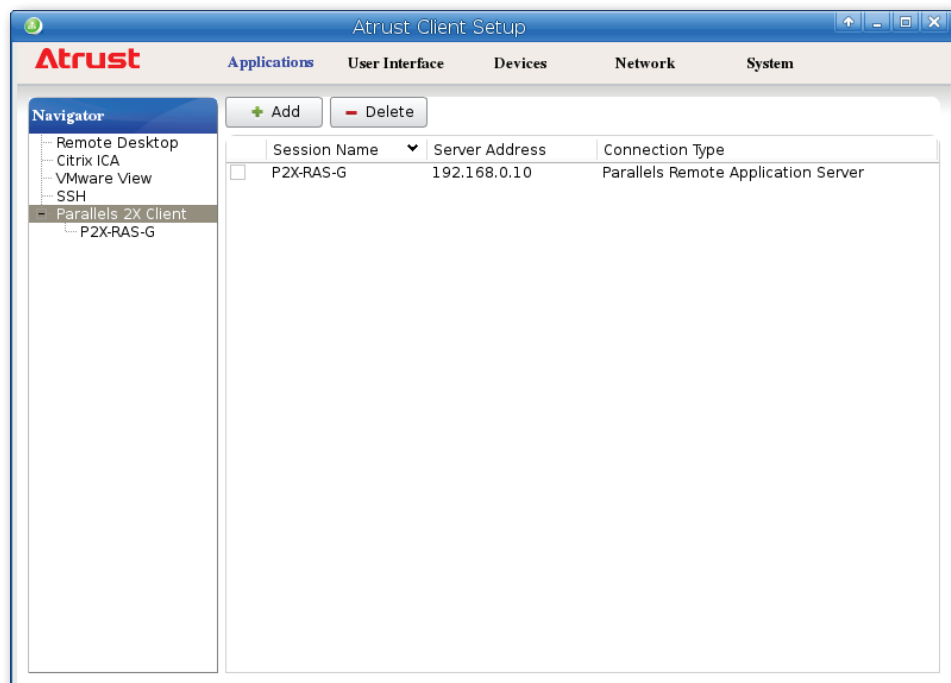 Atrust Client Setup
Atrust
Applications User Interface Devices Network System
Navigator
Remote Desktop
Citrix ICA
VMware View
SSH
Parallels 2X Client
P2X-RAS-G
Add Delete
Session Name Server Address Connection Type
P2X-RAS-G 192.168.0.10 Parallels Remote Application Server